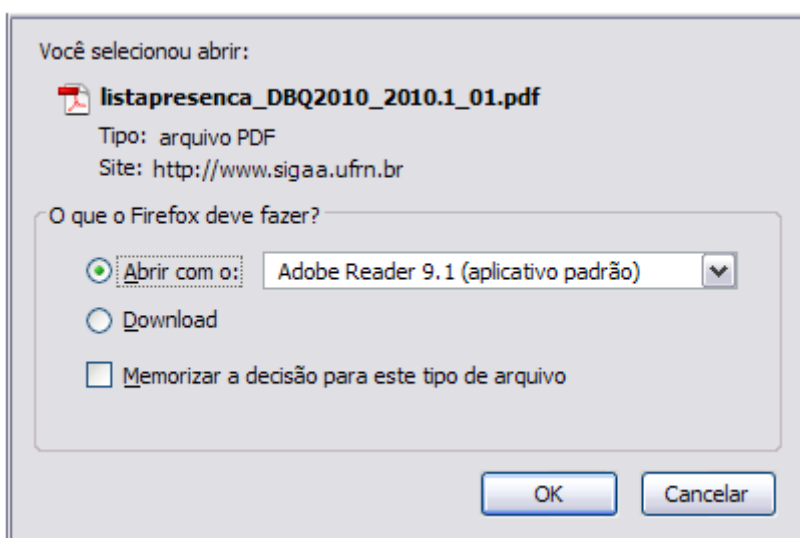 Você selecionou abrir:
listapresenca_DBQ2010_2010.1_01.pdf
Tipo: arquivo PDF
Site: http://www.sigaa.ufrn.br
O que o Firefox deve fazer?
Abrir com o: Adobe Reader 9.1 (aplicativo padrão)
Download
Memorizar a decisão para este tipo de arquivo
OK Cancelar